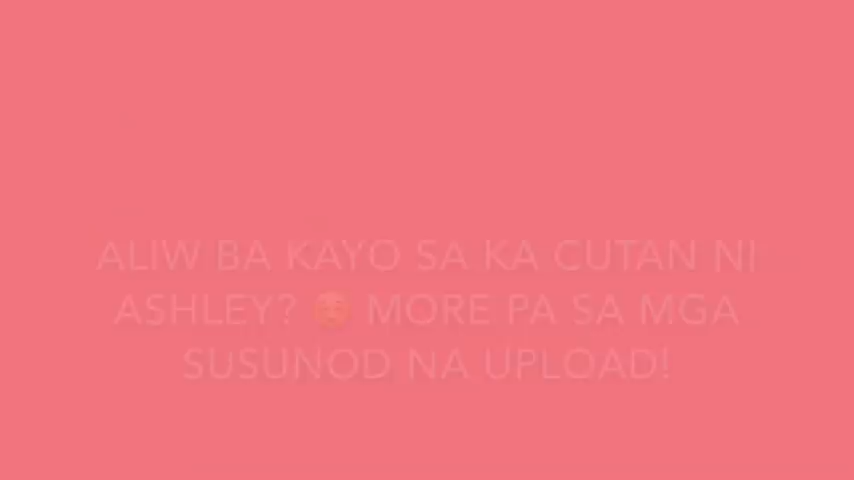 ALIW BA KAYO SA KA CUTAN NI
ASHLEY? ☺️ MORE PA SA MGA
SUSUNOD NA UPLOAD!